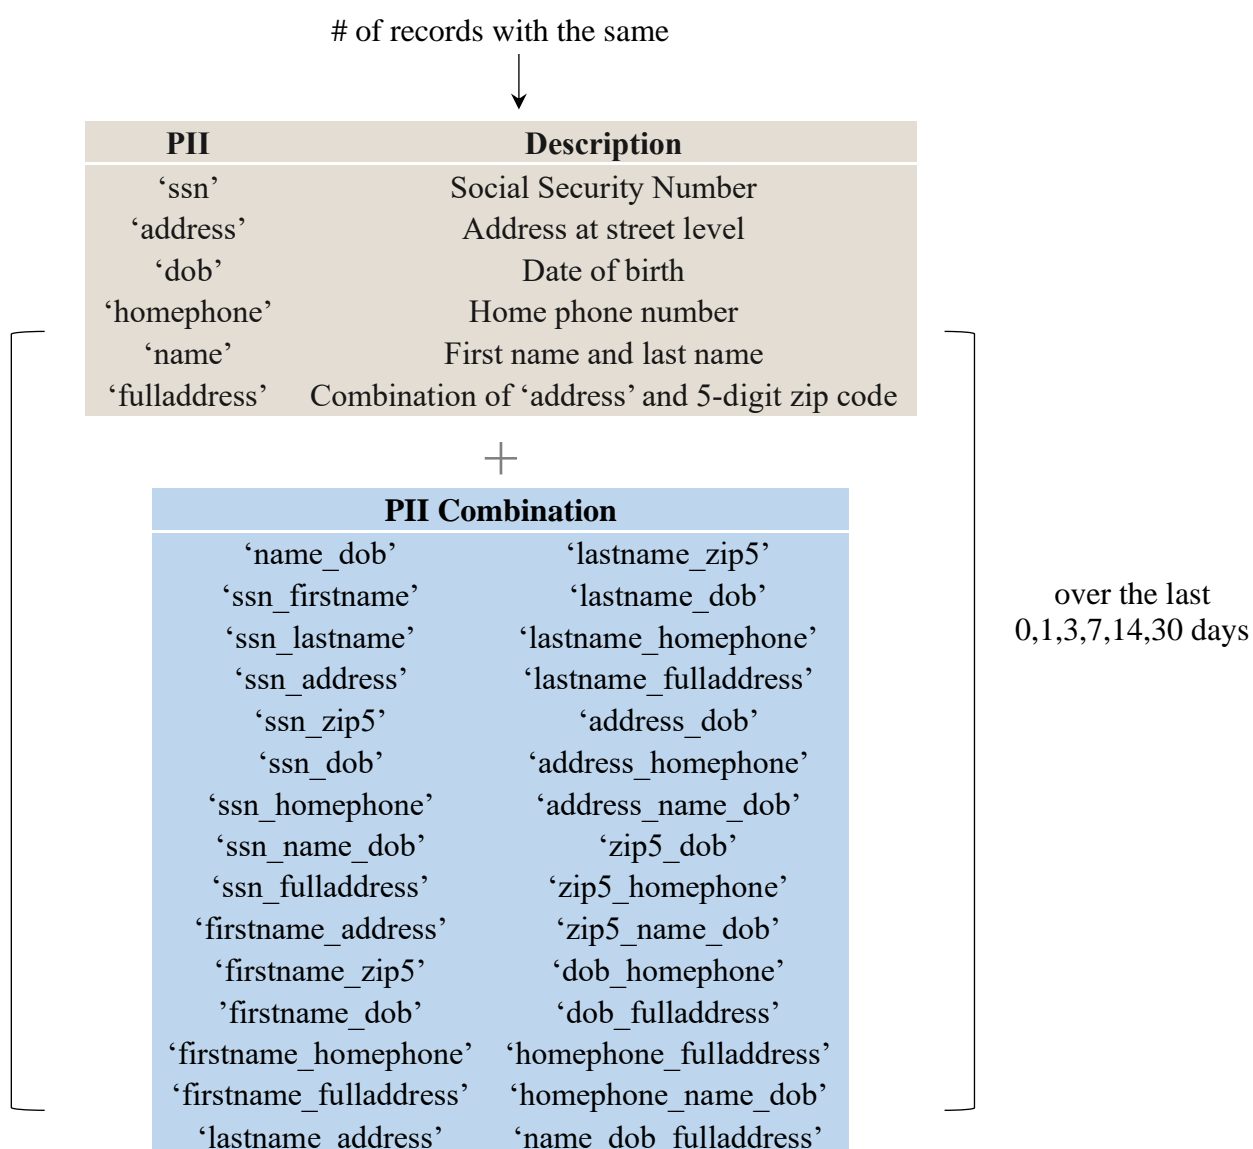 # of records with the same
PII Description
‘ssn’ Social Security Number
‘address’ Address at street level
‘dob’ Date of birth
‘homephone’ Home phone number
‘name’ First name and last name
‘fulladdress’ Combination of ‘address’ and 5-digit zip code
+
PII Combination
‘name_dob’ ‘lastname_zip5’
‘ssn_firstname’ ‘lastname_dob’
‘ssn_lastname’ ‘lastname_homephone’
‘ssn_address’ ‘lastname_fulladdress’
‘ssn_zip5’ ‘address_dob’
‘ssn_dob’ ‘address_homephone’
‘ssn_homephone’ ‘address_name_dob’
‘ssn_name_dob’ ‘zip5_dob’
‘ssn_fulladdress’ ‘zip5_homephone’
‘firstname_address’ ‘zip5_name_dob’
‘firstname_zip5’ ‘dob_homephone’
’firstname_dob’ ‘dob_fulladdress’
‘firstname_homephone’ ‘homephone_fulladdress’
‘firstname_fulladdress’ ‘homephone_name_dob’
‘lastname_address’ ‘name_dob_fulladdress’
over the last
0,1,3,7,14,30 days